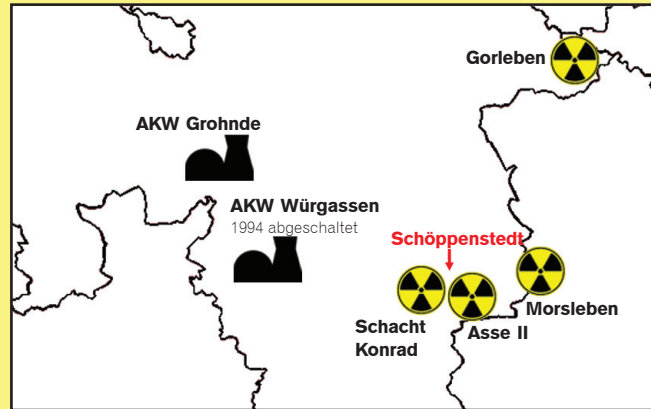 Gorleben
AKW Grohnde
AKW Würgassen
1994 abgeschaltet
Schöppenstedt
Schacht
Konrad
Asse II
Morsleben